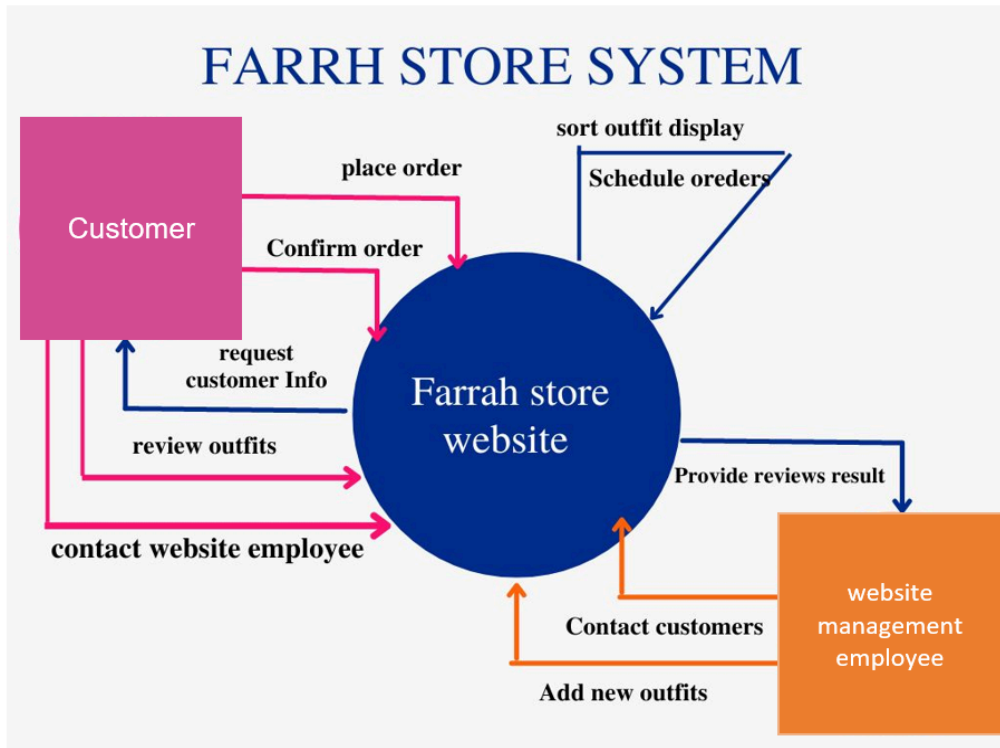 FARRH STORE SYSTEM
sort outfit display
place order
Schedule oreders
Customer
Confirm order
request
customer Info
Farrah store
website
review outfits
Provide reviews result
contact website employee
website
management
employee
Contact customers
Add new outfits